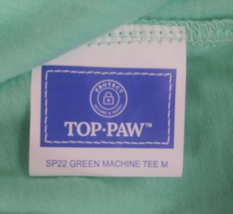 PROTECT
TOP·PAW™
SP22 GREEN MACHINE TEE M